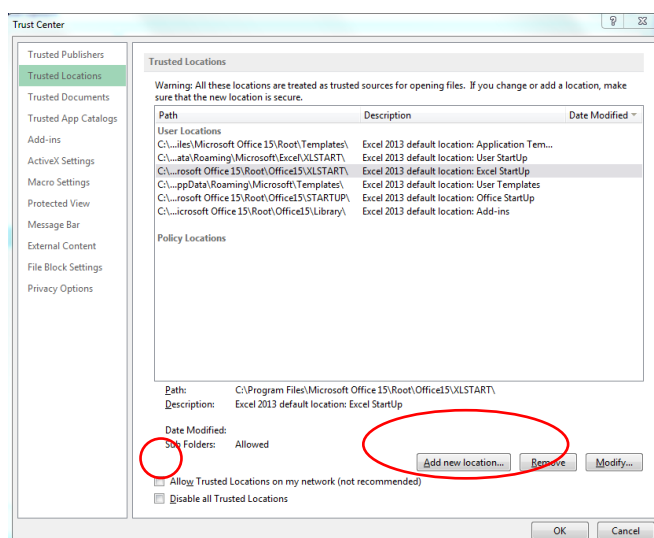 Trust Center
Trusted Publishers
Trusted Locations
Trusted Documents
Trusted App Catalogs
Add-ins
ActiveX Settings
Macro Settings
Protected View
Message Bar
External Content
File Block Settings
Privacy Options
Trusted Locations
Warning: All these locations are treated as trusted sources for opening files. If you change or add a location, make
sure that the new location is secure.
Path Description Date Modified
User Locations
C:\...iles\Microsoft Office 15\Root\Templates\ Excel 2013 default location: Application Tem...
C:\...ata\Roaming\Microsoft\Excel\XLSTART\ Excel 2013 default location: User StartUp
C:\...rosoft Office 15\Root\Office15\XLSTART\ Excel 2013 default location: Excel StartUp
C:\...ppData\Roaming\Microsoft\Templates\ Excel 2013 default location: User Templates
C:\...rosoft Office 15\Root\Office15\STARTUP\ Excel 2013 default location: Office StartUp
C:\...icrosoft Office 15\Root\Office15\Library\ Excel 2013 default location: Add-ins
Policy Locations
Path: C:\Program Files\Microsoft Office 15\Root\Office15\XLSTART\
Description: Excel 2013 default location: Excel StartUp
Date Modified:
Sub Folders: Allowed
Add new location... Remove Modify...
Allow Trusted Locations on my network (not recommended)
Disable all Trusted Locations
OK Cancel